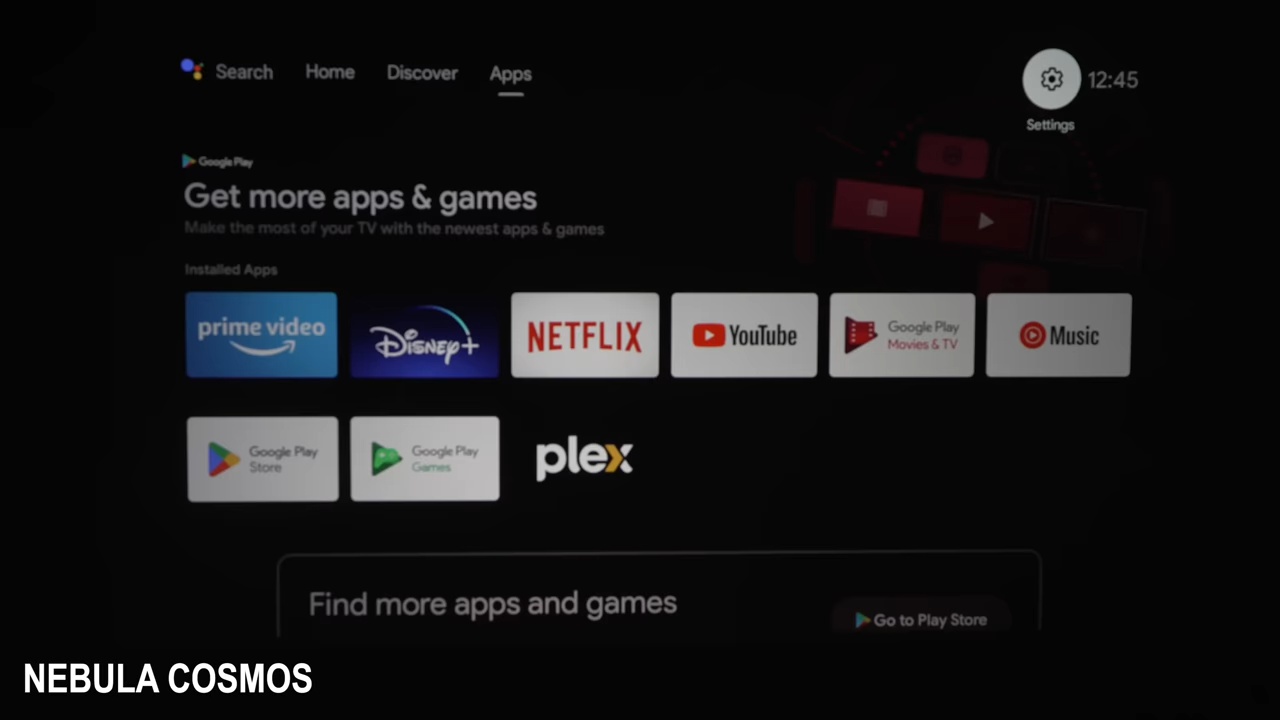 Search Home Discover Apps
12:45
Settings
Google Play
Get more apps & games
Make the most of your TV with the newest apps & games
Installed Apps
prime video
Disney+
NETFLIX
YouTube
Google Play
Movies & TV
Music
Google Play
Store
Google Play
Games
plex
Find more apps and games
Go to Play Store
NEBULA COSMOS